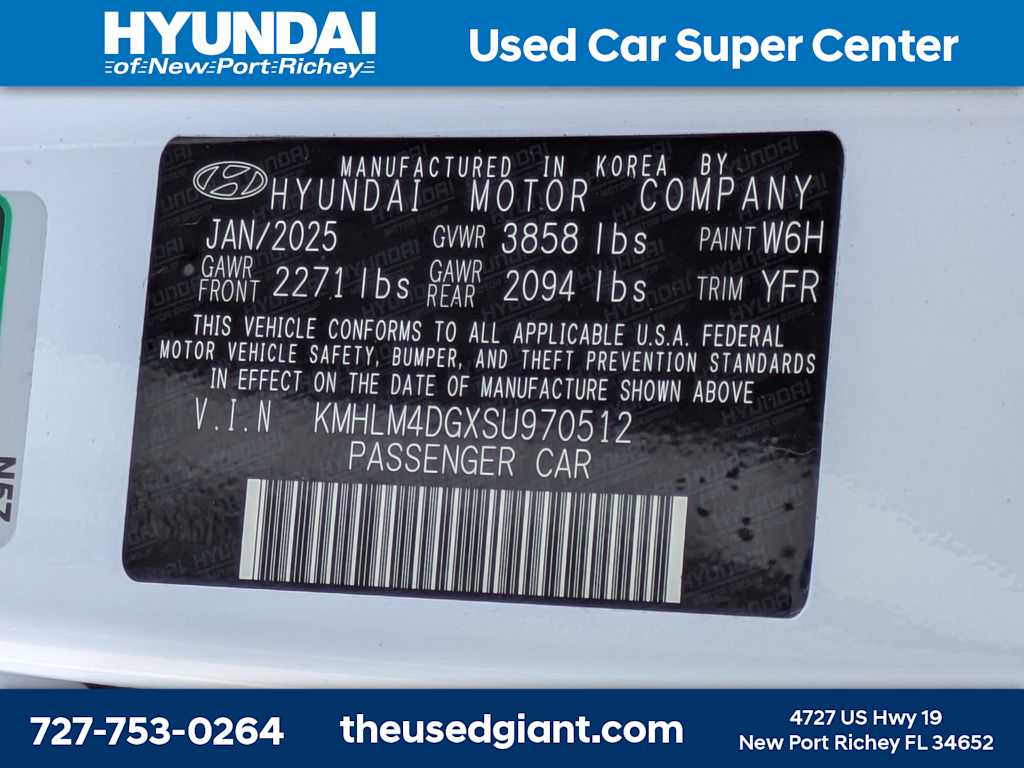 HYUNDAI
of New Port Richey
Used Car Super Center
MANUFACTURED IN KOREA BY
HYUNDAI MOTOR COMPANY
JAN/2025 GVWR 3858 lbs PAINT W6H
GAWR FRONT 2271 lbs GAWR REAR 2094 lbs TRIM YFR
THIS VEHICLE CONFORMS TO ALL APPLICABLE U.S.A. FEDERAL
MOTOR VEHICLE SAFETY, BUMPER, AND THEFT PREVENTION STANDARDS
IN EFFECT ON THE DATE OF MANUFACTURE SHOWN ABOVE
V.I.N KMHLM4DGXSU970512
PASSENGER CAR
727-753-0264
theusedgiant.com
4727 US Hwy 19
New Port Richey FL 34652